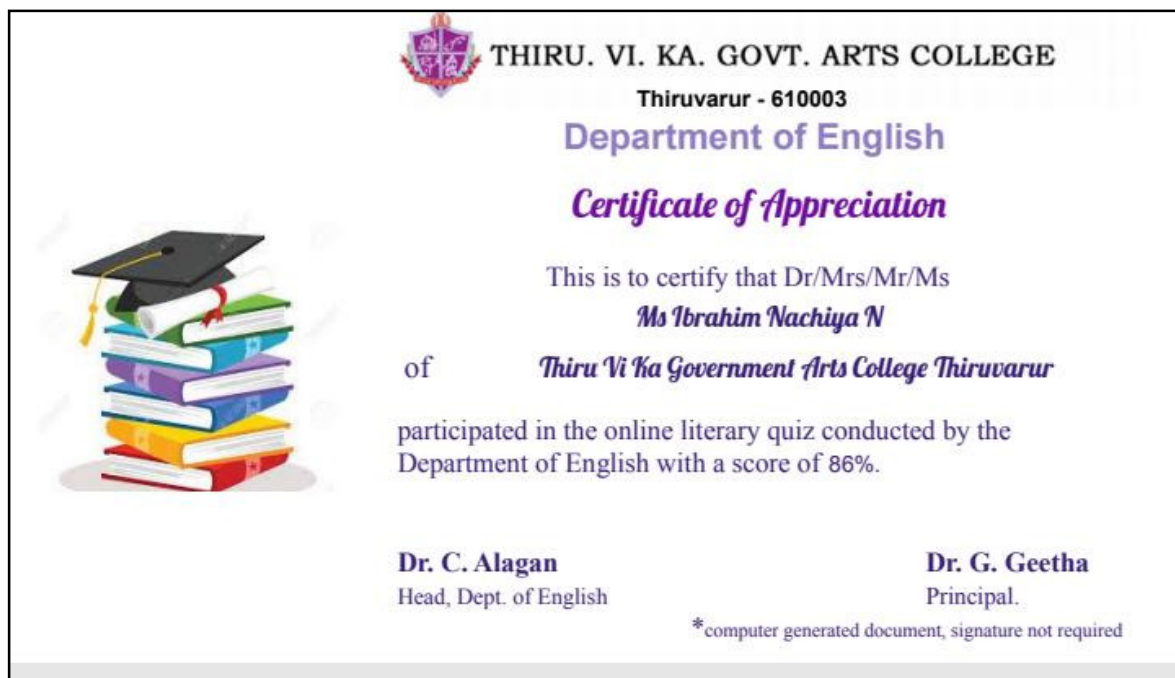 THIRU. VI. KA. GOVT. ARTS COLLEGE
Thiruvarur - 610003
Department of English
Certificate of Appreciation
This is to certify that Dr/Mrs/Mr/Ms
Ms Ibrahim Nachiya N
of Thiru Vi Ka Government Arts College Thiruvarur
participated in the online literary quiz conducted by the
Department of English with a score of 86%.
Dr. C. Alagan Dr. G. Geetha
Head, Dept. of English Principal.
*computer generated document, signature not required